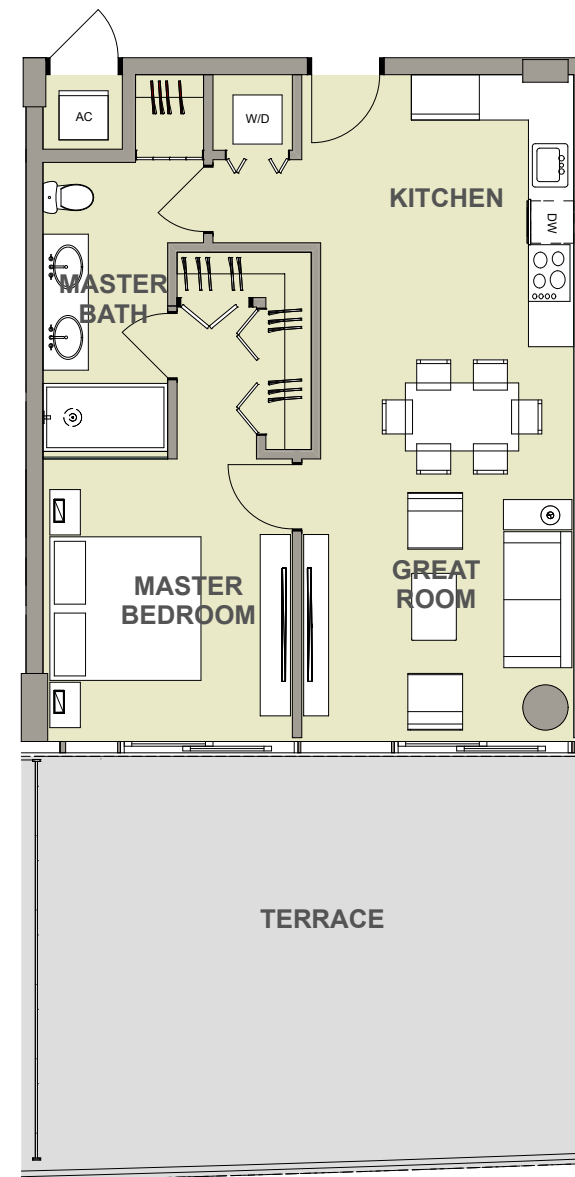 AC
W/D
KITCHEN
DW
MASTER
BATH
GREAT
ROOM
MASTER
BEDROOM
TERRACE